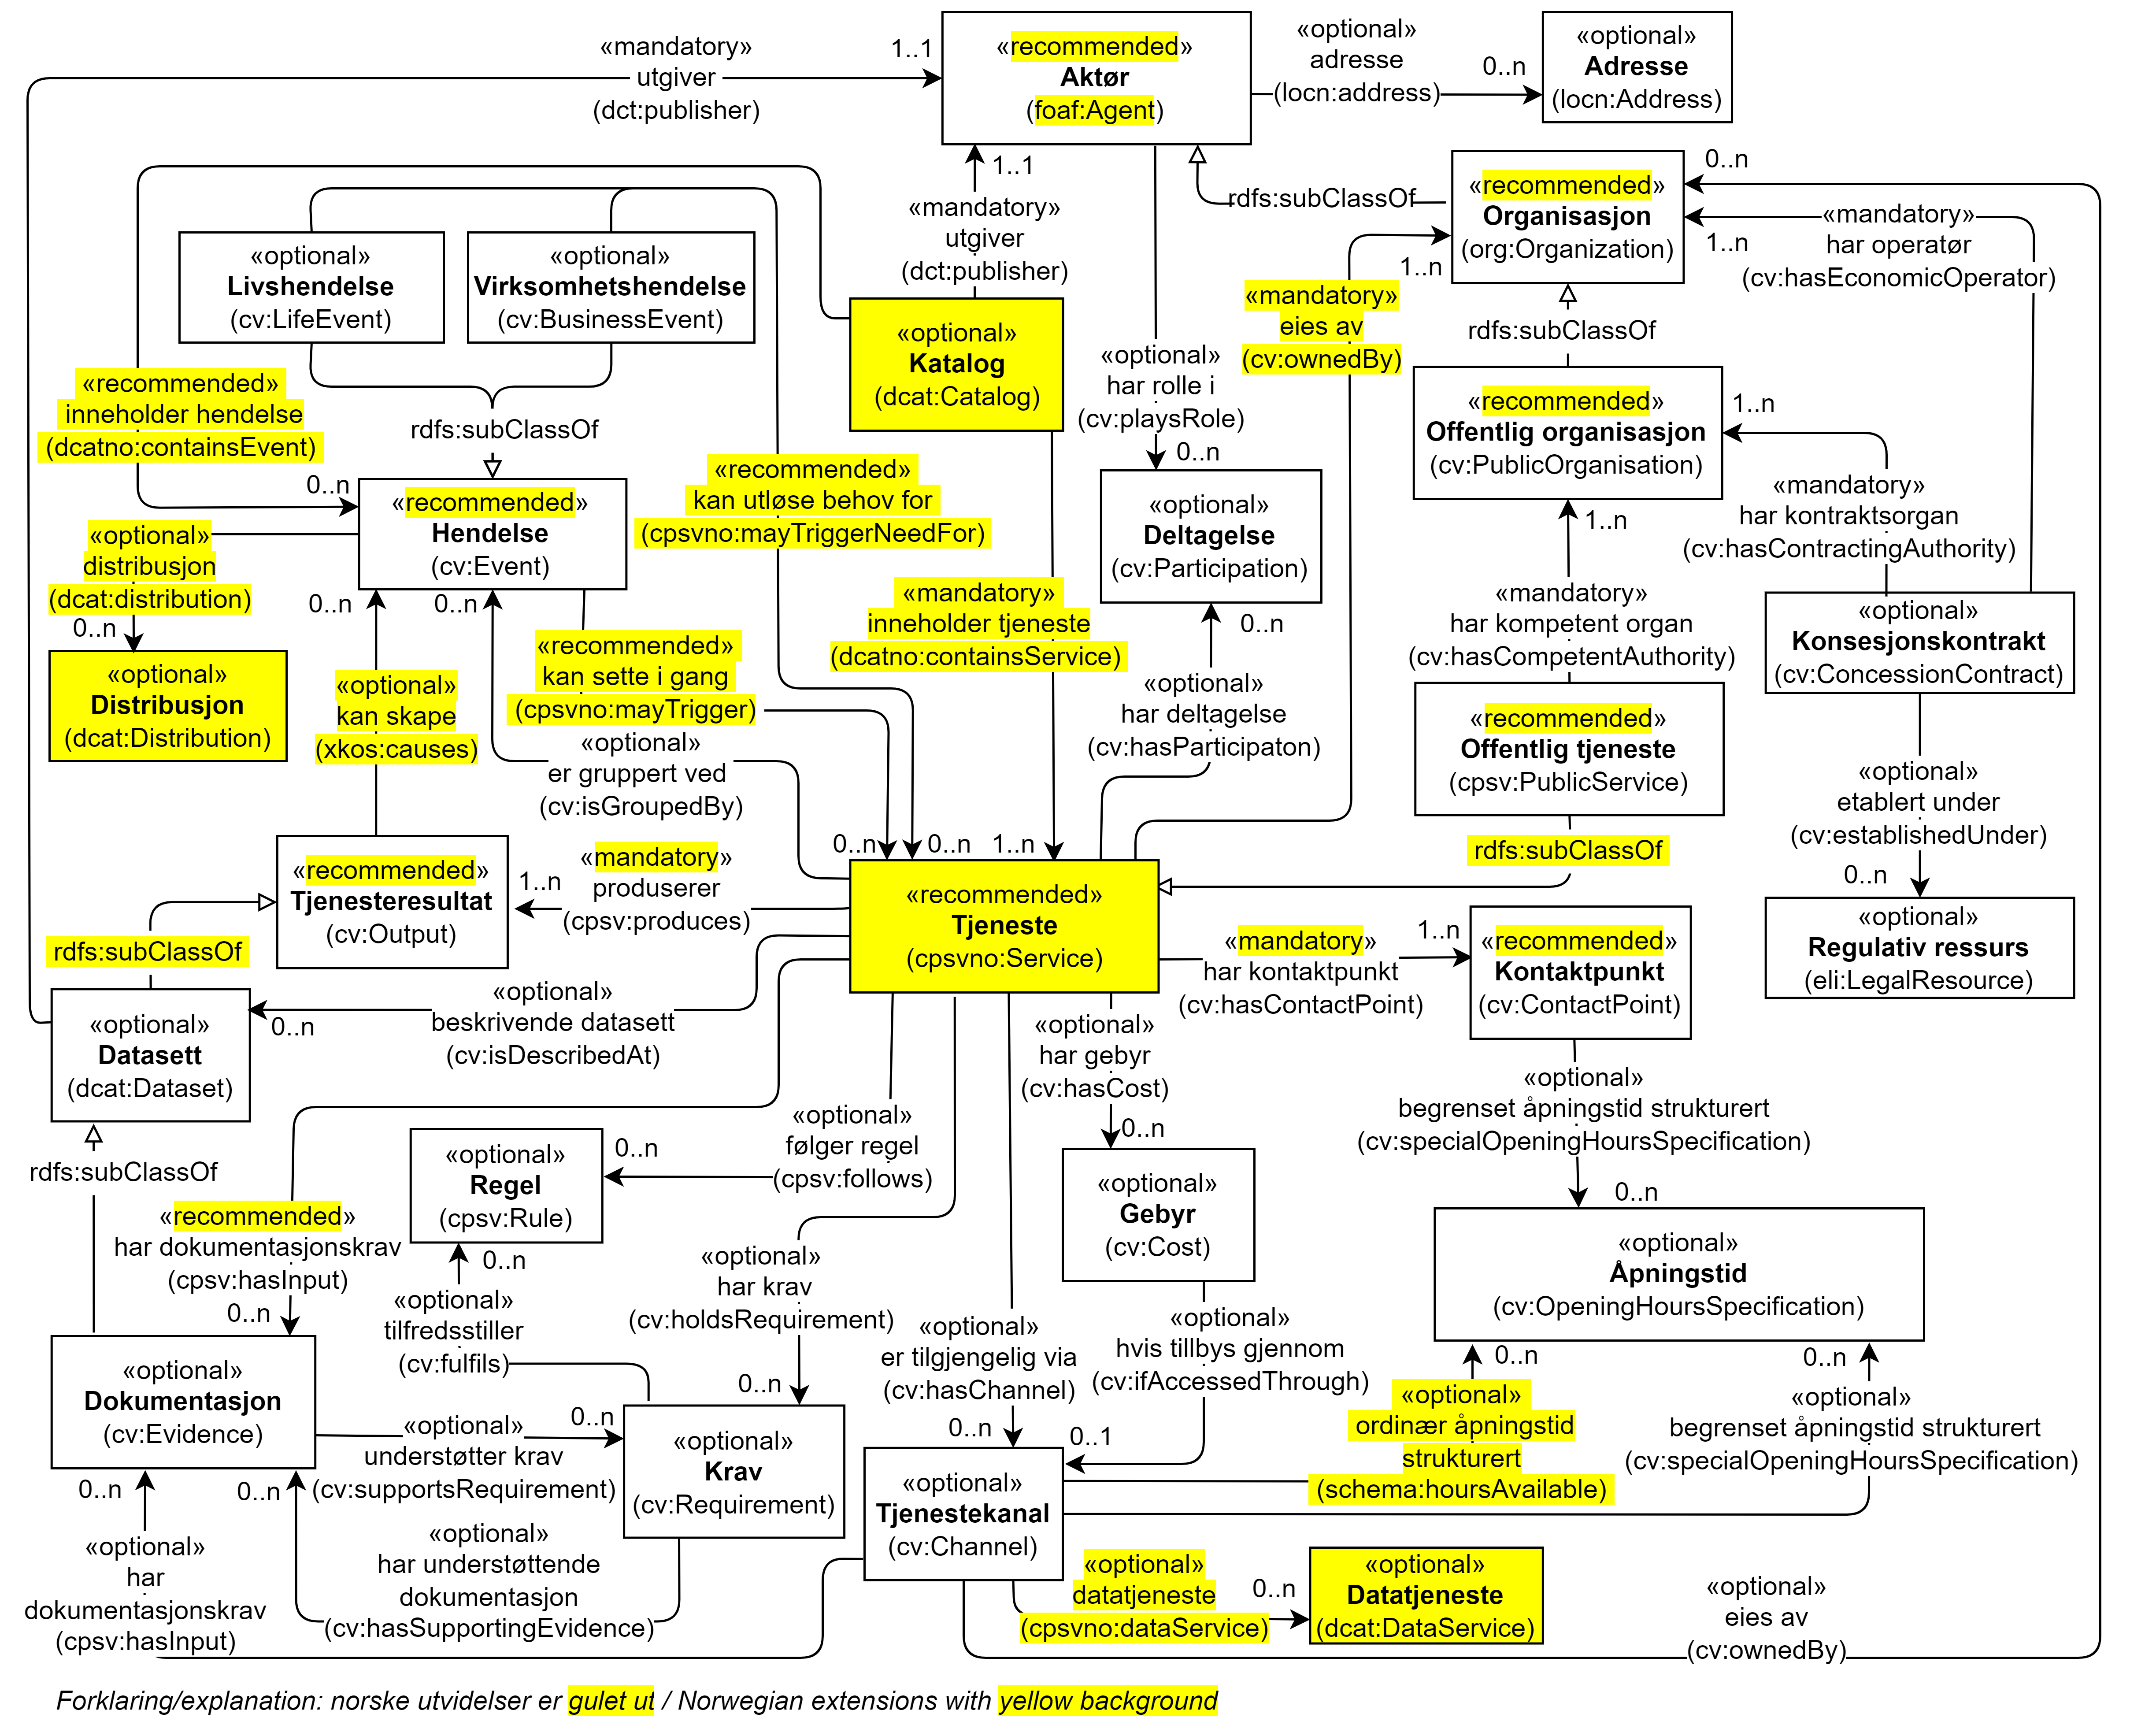 «mandatory»
utgiver
(dct:publisher)
1..1
«recommended»
Aktør
(foaf:Agent)
«optional»
adresse
(locn:address)
0..n
«optional»
Adresse
(locn:Address)
1..1
«mandatory»
utgiver
(dct:publisher)
rdfs:subClassOf
«recommended»
Organisasjon
(org:Organization)
0..n
«mandatory»
1..n
har operatør
(cv:hasEconomicOperator)
«optional»
Livshendelse
(cv:LifeEvent)
«optional»
Virksomhetshendelse
(cv:BusinessEvent)
«optional»
Katalog
(dcat:Catalog)
«optional»
har rolle i
(cv:playsRole)
0..n
1..n
«mandatory»
eies av
(cv:ownedBy)
rdfs:subClassOf
«recommended»
Offentlig organisasjon
(cv:PublicOrganisation)
1..n
«mandatory»
har kontraktsorgan
(cv:hasContractingAuthority)
«recommended»
inneholder hendelse
(dcatno:containsEvent)
0..n
rdfs:subClassOf
«recommended»
Hendelse
(cv:Event)
«recommended»
kan utløse behov for
(cpsvno:mayTriggerNeedFor)
«optional»
Deltagelse
(cv:Participation)
1..n
«mandatory»
har kompetent organ
(cv:hasCompetentAuthority)
«optional»
Konsesjonskontrakt
(cv:ConcessionContract)
«optional»
distribusjon
(dcat:distribution)
0..n
«optional»
Distribusjon
(dcat:Distribution)
0..n
«optional»
kan skape
(xkos:causes)
0..n
«recommended»
kan sette i gang
(cpsvno:mayTrigger)
«optional»
er gruppert ved
(cv:isGroupedBy)
«mandatory»
inneholder tjeneste
(dcatno:containsService)
0..n
«optional»
har deltagelse
(cv:hasParticipaton)
«recommended»
Offentlig tjeneste
(cpsv:PublicService)
rdfs:subClassOf
«optional»
etablert under
(cv:establishedUnder)
0..n
«optional»
Regulativ ressurs
(eli:LegalResource)
0..n
0..n
1..n
«recommended»
Tjenesteresultat
(cv:Output)
1..n
«mandatory»
produserer
(cpsv:produces)
«recommended»
Tjeneste
(cpsvno:Service)
«mandatory»
har kontaktpunkt
(cv:hasContactPoint)
1..n
«recommended»
Kontaktpunkt
(cv:ContactPoint)
rdfs:subClassOf
«optional»
Datasett
(dcat:Dataset)
0..n
«optional»
beskrivende datasett
(cv:isDescribedAt)
«optional»
har gebyr
(cv:hasCost)
0..n
«optional»
begrenset åpningstid strukturert
(cv:specialOpeningHoursSpecification)
0..n
rdfs:subClassOf
«recommended»
har dokumentasjonskrav
(cpsv:hasInput)
0..n
«optional»
Regel
(cpsv:Rule)
0..n
«optional»
følger regel
(cpsv:follows)
«optional»
Gebyr
(cv:Cost)
«optional»
Åpningstid
(cv:OpeningHoursSpecification)
0..n
«optional»
tilfredsstiller
(cv:fulfils)
«optional»
har krav
(cv:holdsRequirement)
0..n
«optional»
er tilgjengelig via
(cv:hasChannel)
0..n
«optional»
hvis tillbys gjennom
(cv:ifAccessedThrough)
0..1
«optional»
Dokumentasjon
(cv:Evidence)
«optional»
understøtter krav
(cv:supportsRequirement)
0..n
«optional»
Krav
(cv:Requirement)
«optional»
Tjenestekanal
(cv:Channel)
0..n
«optional»
ordinær åpningstid
strukturert
(schema:hoursAvailable)
0..n
«optional»
begrenset åpningstid strukturert
(cv:specialOpeningHoursSpecification)
0..n
«optional»
har
dokumentasjonskrav
(cpsv:hasInput)
0..n
«optional»
har understøttende
dokumentasjon
(cv:hasSupportingEvidence)
«optional»
datatjeneste
(cpsvno:dataService)
0..n
«optional»
Datatjeneste
(dcat:DataService)
«optional»
eies av
(cv:ownedBy)
Forklaring/explanation: norske utvidelser er gulet ut / Norwegian extensions with yellow background